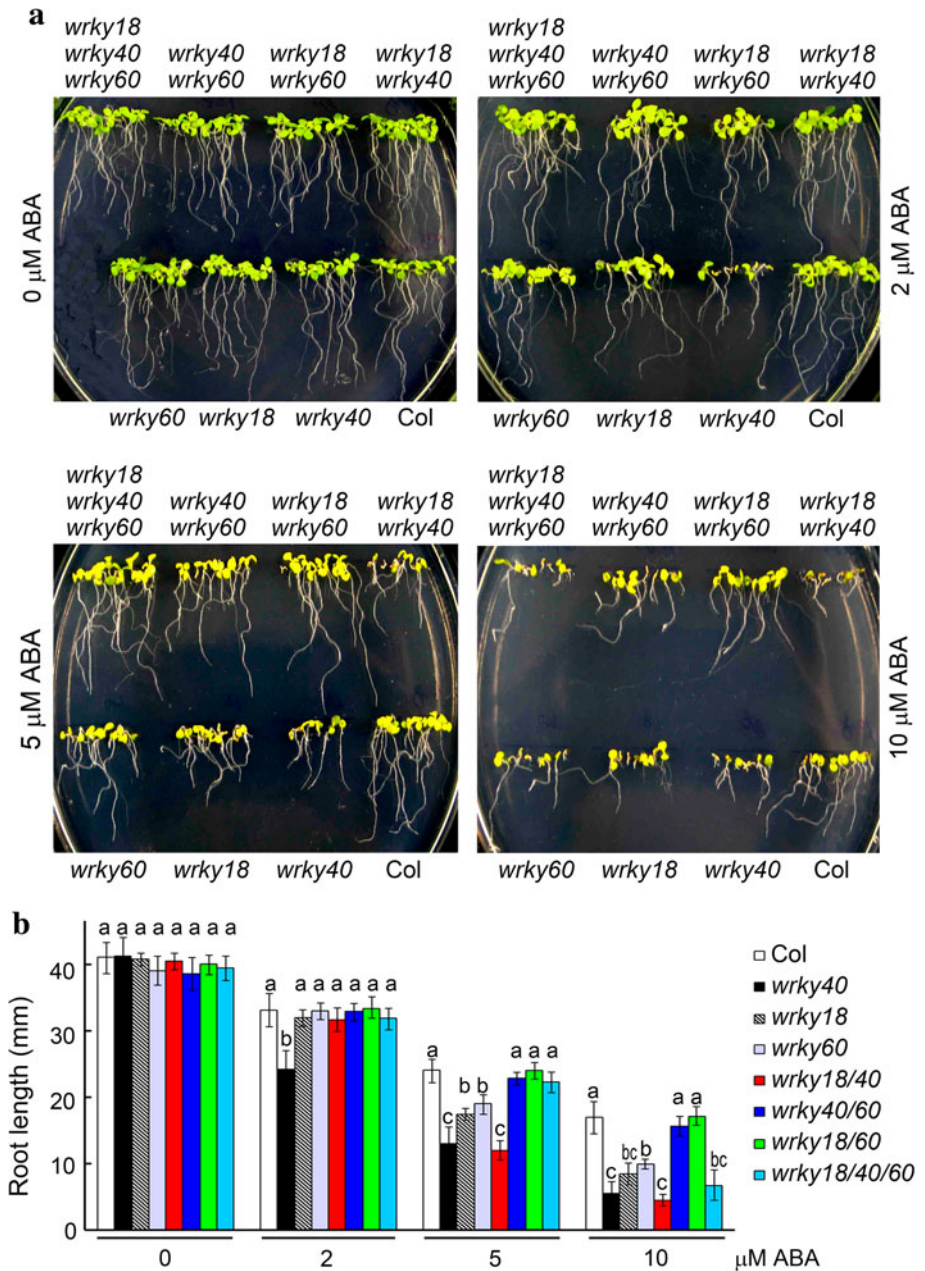 a
wrky18 wrky18
wrky40 wrky40 wrky18 wrky18 wrky40 wrky40 wrky18 wrky18
wrky60 wrky60 wrky60 wrky40 wrky60 wrky60 wrky60 wrky40
0 µM ABA
2 µM ABA
wrky60 wrky18 wrky40 Col wrky60 wrky18 wrky40 Col
wrky18 wrky18
wrky40 wrky40 wrky18 wrky18 wrky40 wrky40 wrky18 wrky18
wrky60 wrky60 wrky60 wrky40 wrky60 wrky60 wrky60 wrky40
5 µM ABA
10 µM ABA
wrky60 wrky18 wrky40 Col wrky60 wrky18 wrky40 Col
b
Root length (mm)
40
30
20
10
0
a a a a a a a a
a b a a a a a a
a c b b c a a a
a c bc b c a a bc
0 2 5 10 µM ABA
Col
wrky40
wrky18
wrky60
wrky18/40
wrky40/60
wrky18/60
wrky18/40/60